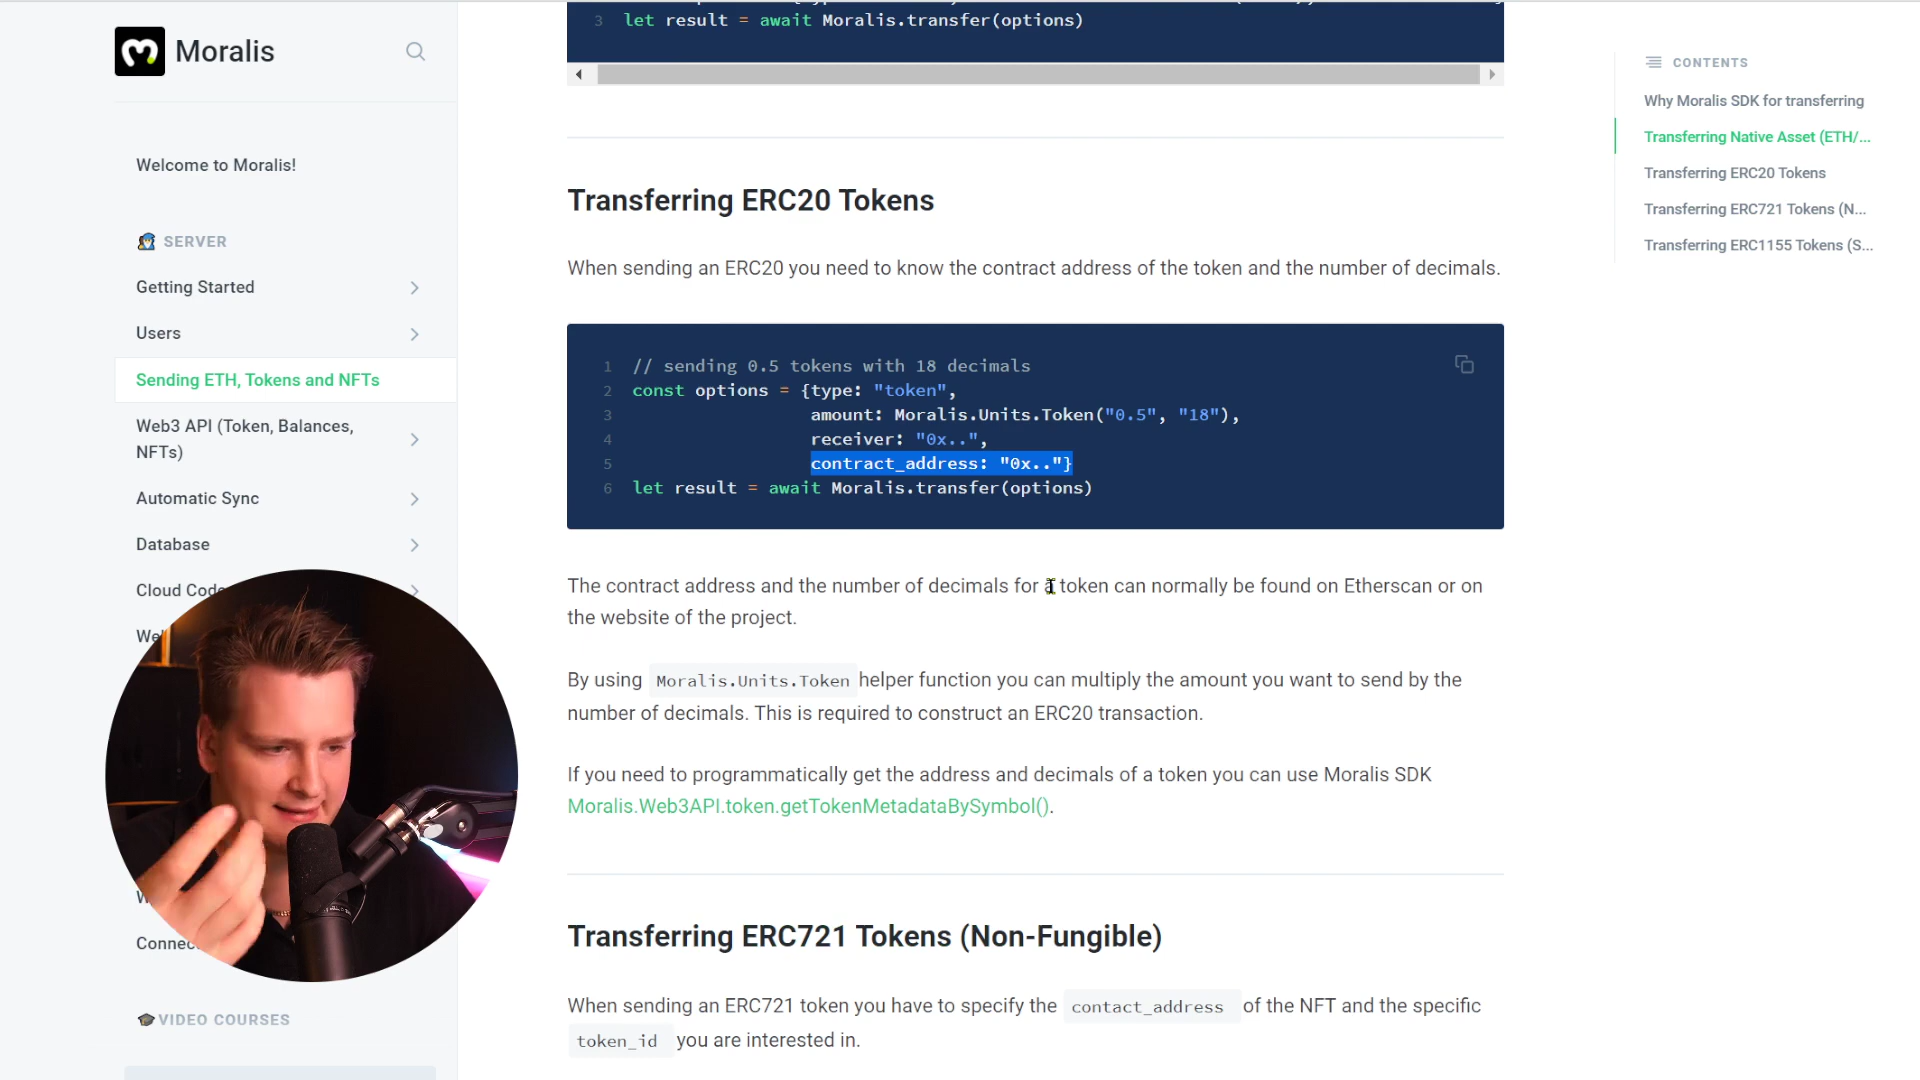 3 let result = await Moralis.transfer(options)
Moralis
Welcome to Moralis!
SERVER
Getting Started
Users
Sending ETH, Tokens and NFTs
Web3 API (Token, Balances,
NFTs)
Automatic Sync
Database
Cloud Code
We
Connec
VIDEO COURSES
Transferring ERC20 Tokens
When sending an ERC20 you need to know the contract address of the token and the number of decimals.
1 // sending 0.5 tokens with 18 decimals
2 const options = {type: "token",
3 amount: Moralis.Units.Token("0.5", "18"),
4 receiver: "0x..",
5 contract_address: "0x.."}
6 let result = await Moralis.transfer(options)
The contract address and the number of decimals for a token can normally be found on Etherscan or on
the website of the project.
By using Moralis.Units.Token helper function you can multiply the amount you want to send by the
number of decimals. This is required to construct an ERC20 transaction.
If you need to programmatically get the address and decimals of a token you can use Moralis SDK
Moralis.Web3API.token.getTokenMetadataBySymbol().
Transferring ERC721 Tokens (Non-Fungible)
When sending an ERC721 token you have to specify the contact_address of the NFT and the specific
token_id you are interested in.
CONTENTS
Why Moralis SDK for transferring
Transferring Native Asset (ETH/...
Transferring ERC20 Tokens
Transferring ERC721 Tokens (N...
Transferring ERC1155 Tokens (S...